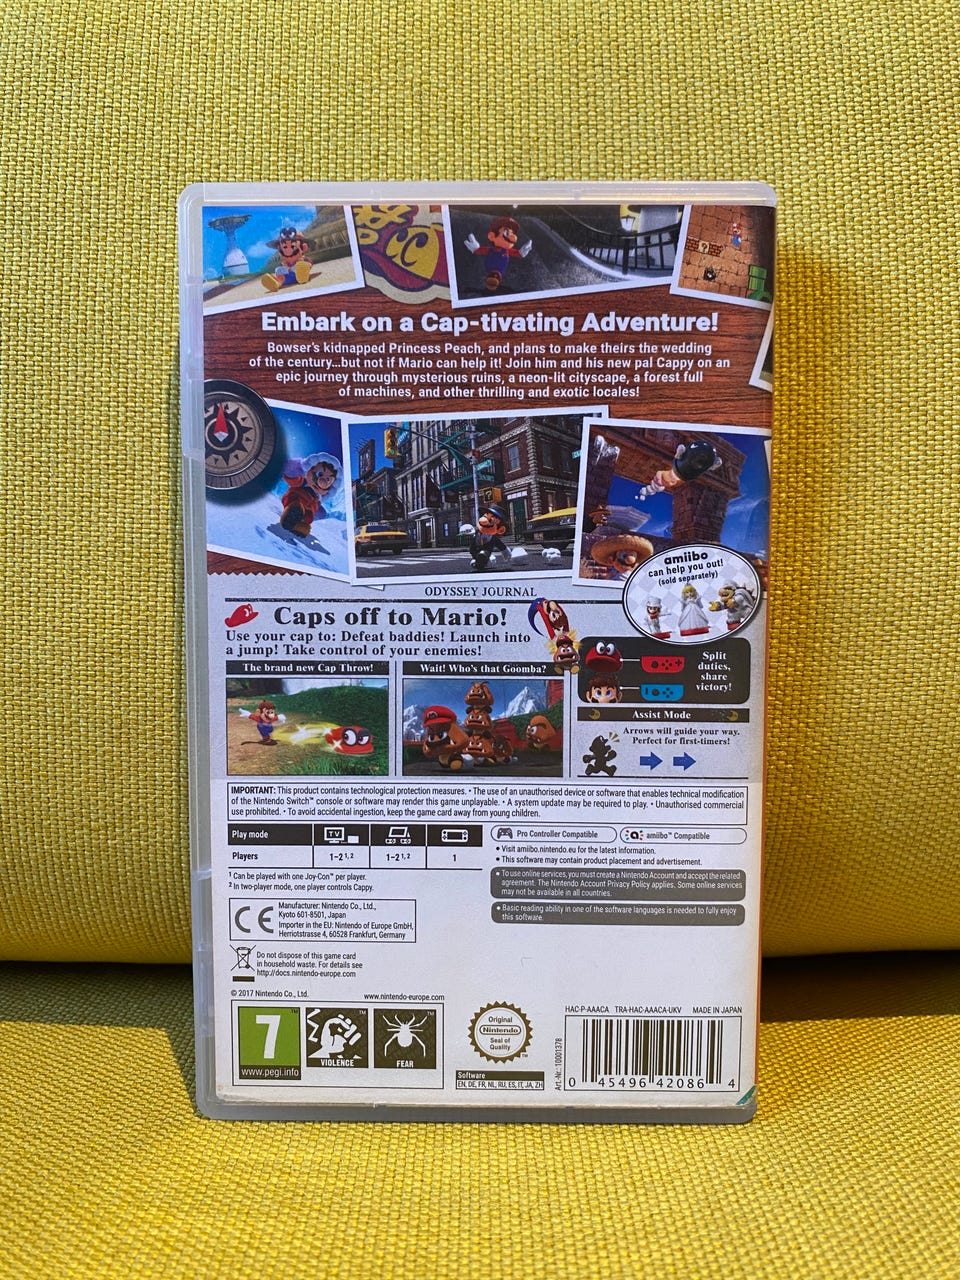 Embark on a Cap-tivating Adventure!
Bowser's kidnapped Princess Peach, and plans to make theirs the wedding
of the century...but not if Mario can help it! Join him and his new pal Cappy on an
epic journey through mysterious ruins, a neon-lit cityscape, a forest full
of machines, and other thrilling and exotic locales!
amiibo
can help you out!
(sold separately)
ODYSSEY JOURNAL
Caps off to Mario!
Use your cap to: Defeat baddies! Launch into
a jump! Take control of your enemies!
The brand new Cap Throw!
Wait! Who's that Goomba?
Split
duties,
share
victory!
Assist Mode
Arrows will guide your way.
Perfect for first-timers!
IMPORTANT: This product contains technological protection measures. • The use of an unauthorised device or software that enables technical modification
of the Nintendo Switch™ console or software may render this game unplayable. • A system update may be required to play. • Unauthorised commercial
use prohibited. • To avoid accidental ingestion, keep the game card away from young children.
Play mode
TV
Players
1-2 1, 2
1-2 1, 2
1
1 Can be played with one Joy-Con™ per player.
2 In two-player mode, one player controls Cappy.
Pro Controller Compatible
amiibo™ Compatible
• Visit amiibo.nintendo.eu for the latest information.
• This software may contain product placement and advertisement.
• To use online services, you must create a Nintendo Account and accept the related
agreement. The Nintendo Account Privacy Policy applies. Some online services
may not be available in all countries.
• Basic reading ability in one of the software languages is needed to fully enjoy
this software.
CE
Manufacturer: Nintendo Co., Ltd.,
Kyoto 601-8501, Japan
Importer in the EU: Nintendo of Europe GmbH,
Herriotstrasse 4, 60528 Frankfurt, Germany
Do not dispose of this game card
in household waste. For details see
http://docs.nintendo-europe.com
© 2017 Nintendo Co., Ltd.
www.nintendo-europe.com
7
www.pegi.info
VIOLENCE
FEAR
Original
Nintendo
Seal of
Quality
Software
EN, DE, FR, NL, RU, ES, IT, JA, ZH
HAC-P-AAACA TRA-HAC-AAACA-UKV MADE IN JAPAN
Art.-Nr.: 10001378
0 45496 42086 4